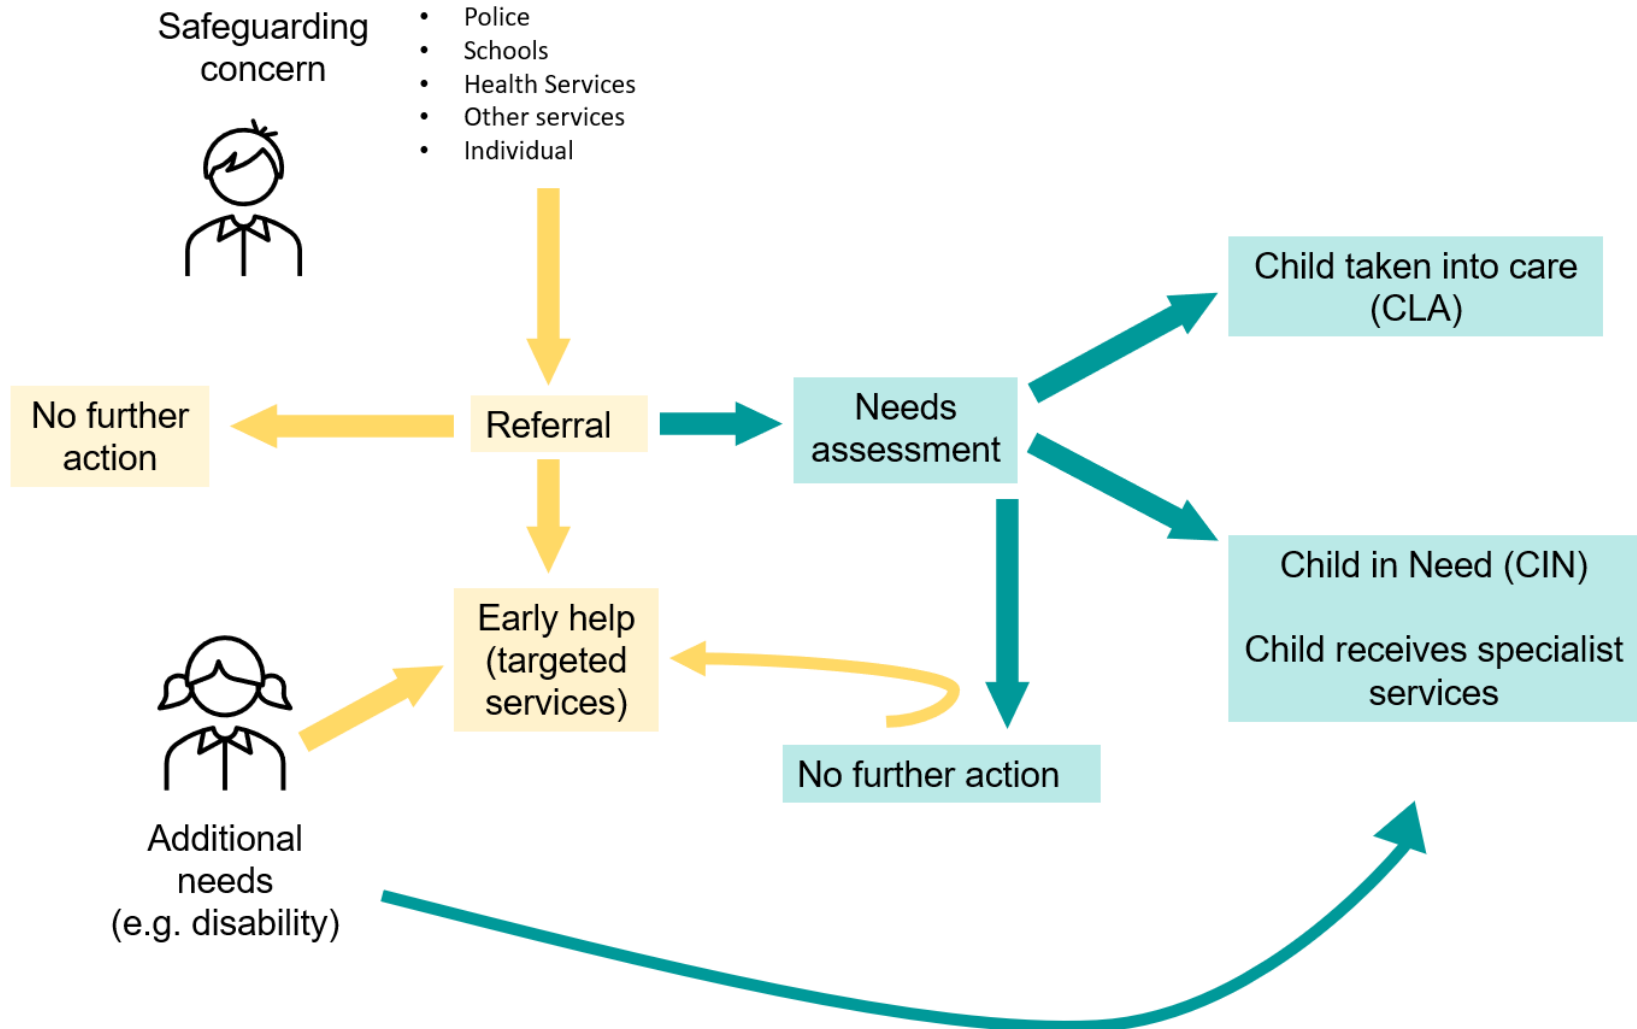 Safeguarding
concern
• Police
• Schools
• Health Services
• Other services
• Individual
Child taken into care
(CLA)
No further
action
Referral
Needs
assessment
Child in Need (CIN)
Child receives specialist
services
Early help
(targeted
services)
No further action
Additional
needs
(e.g. disability)